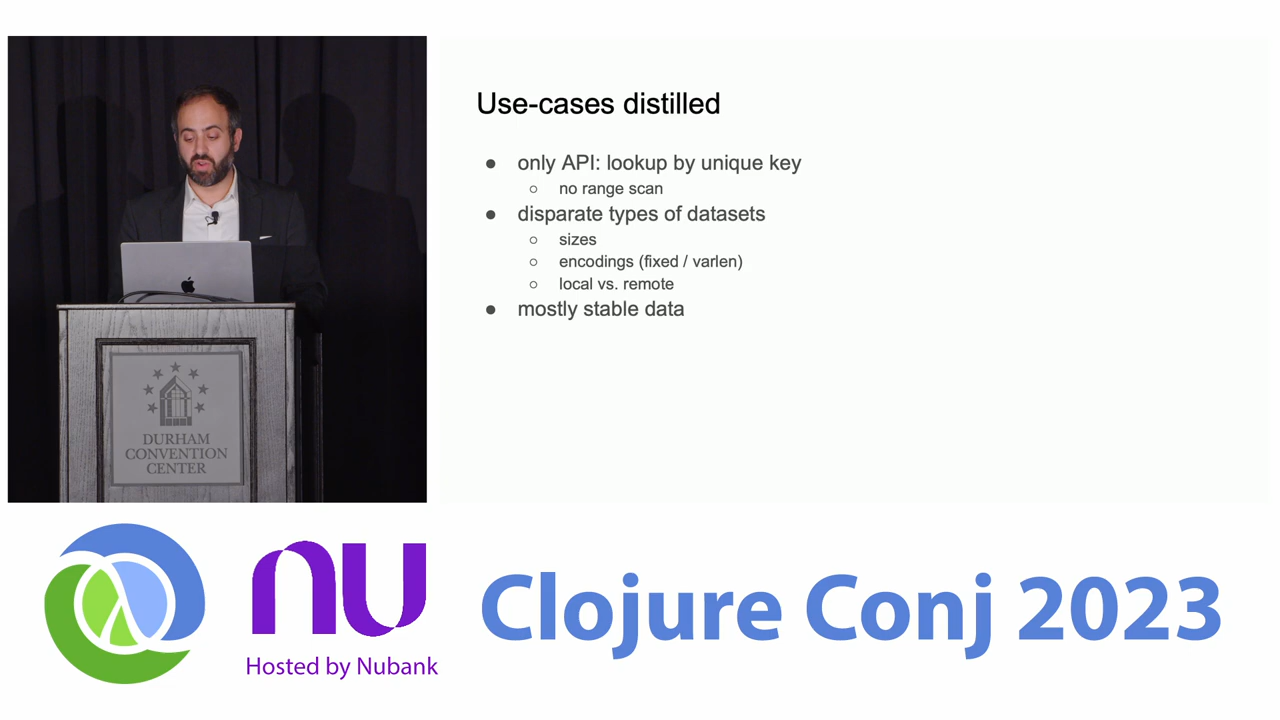 Use-cases distilled
● only API: lookup by unique key
○ no range scan
● disparate types of datasets
○ sizes
○ encodings (fixed / varlen)
○ local vs. remote
● mostly stable data
DURHAM
CONVENTION
CENTER
nu
Hosted by Nubank
Clojure Conj 2023